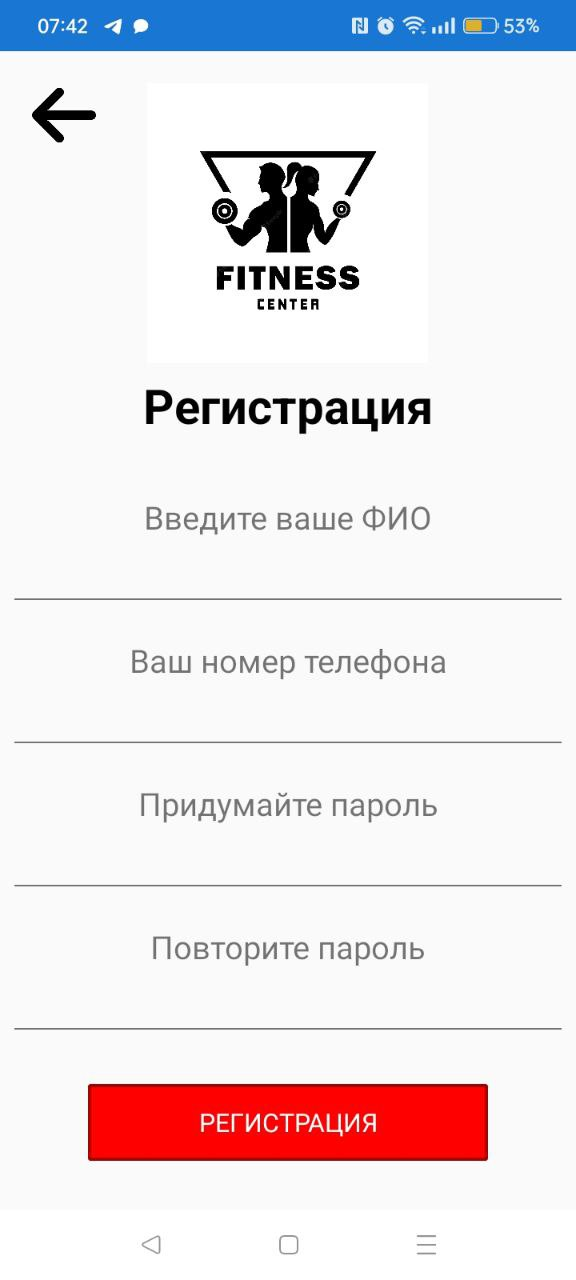 07:42 53%
FITNESS
CENTER
Регистрация
Введите ваше ФИО
Ваш номер телефона
Придумайте пароль
Повторите пароль
РЕГИСТРАЦИЯ